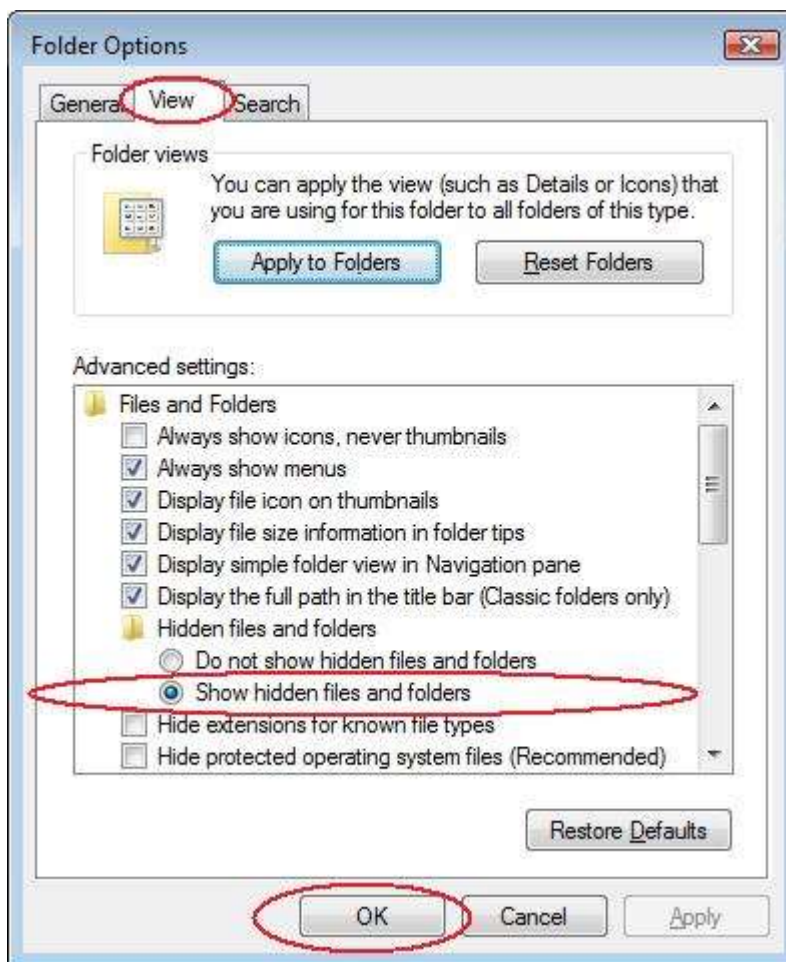 Folder Options
General View Search
Folder views
You can apply the view (such as Details or Icons) that
you are using for this folder to all folders of this type.
Apply to Folders Reset Folders
Advanced settings:
Files and Folders
Always show icons, never thumbnails
Always show menus
Display file icon on thumbnails
Display file size information in folder tips
Display simple folder view in Navigation pane
Display the full path in the title bar (Classic folders only)
Hidden files and folders
Do not show hidden files and folders
Show hidden files and folders
Hide extensions for known file types
Hide protected operating system files (Recommended)
Restore Defaults
OK Cancel Apply